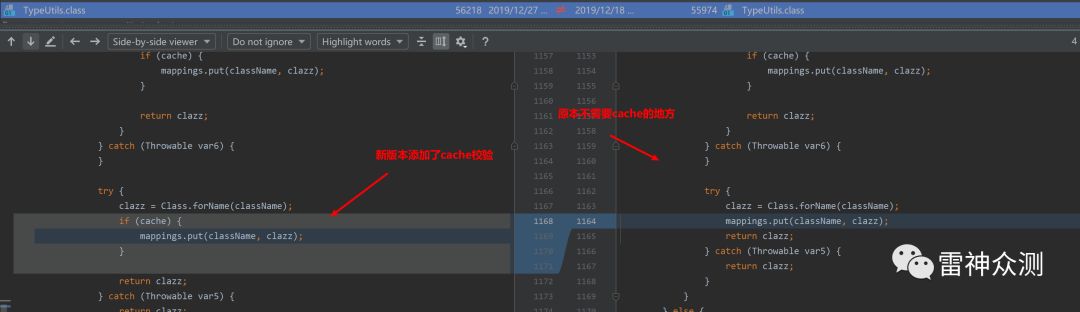 TypeUtils.class 56218 2019/12/27 ... 2019/12/18 ... 55974 TypeUtils.class
Side-by-side viewer Do not ignore Highlight words ? 4
if (cache) { 1157 1153 if (cache) {
mappings.put(className, clazz); 1158 1154 mappings.put(className, clazz);
} 1159 1155 }
1160 1156
return clazz; 1161 1157 原本不需要cache的地方 return clazz;
} 1162 1158 }
} catch (Throwable var6) { 1163 1159 } catch (Throwable var6) {
} 新版本添加了cache校验 1164 1160 }
1165 1161
try { 1166 1162 try {
clazz = Class.forName(className); 1167 1163 clazz = Class.forName(className);
if (cache) { 1168 1164 mappings.put(className, clazz);
mappings.put(className, clazz); 1169 1165 return clazz;
} 1170 1166 } catch (Throwable var5) {
1171 1167 return clazz;
return clazz; 1172 1168 }
} catch (Throwable var5) { 1173 1169 }
return clazz; 1174 1170 } else {
雷神众测